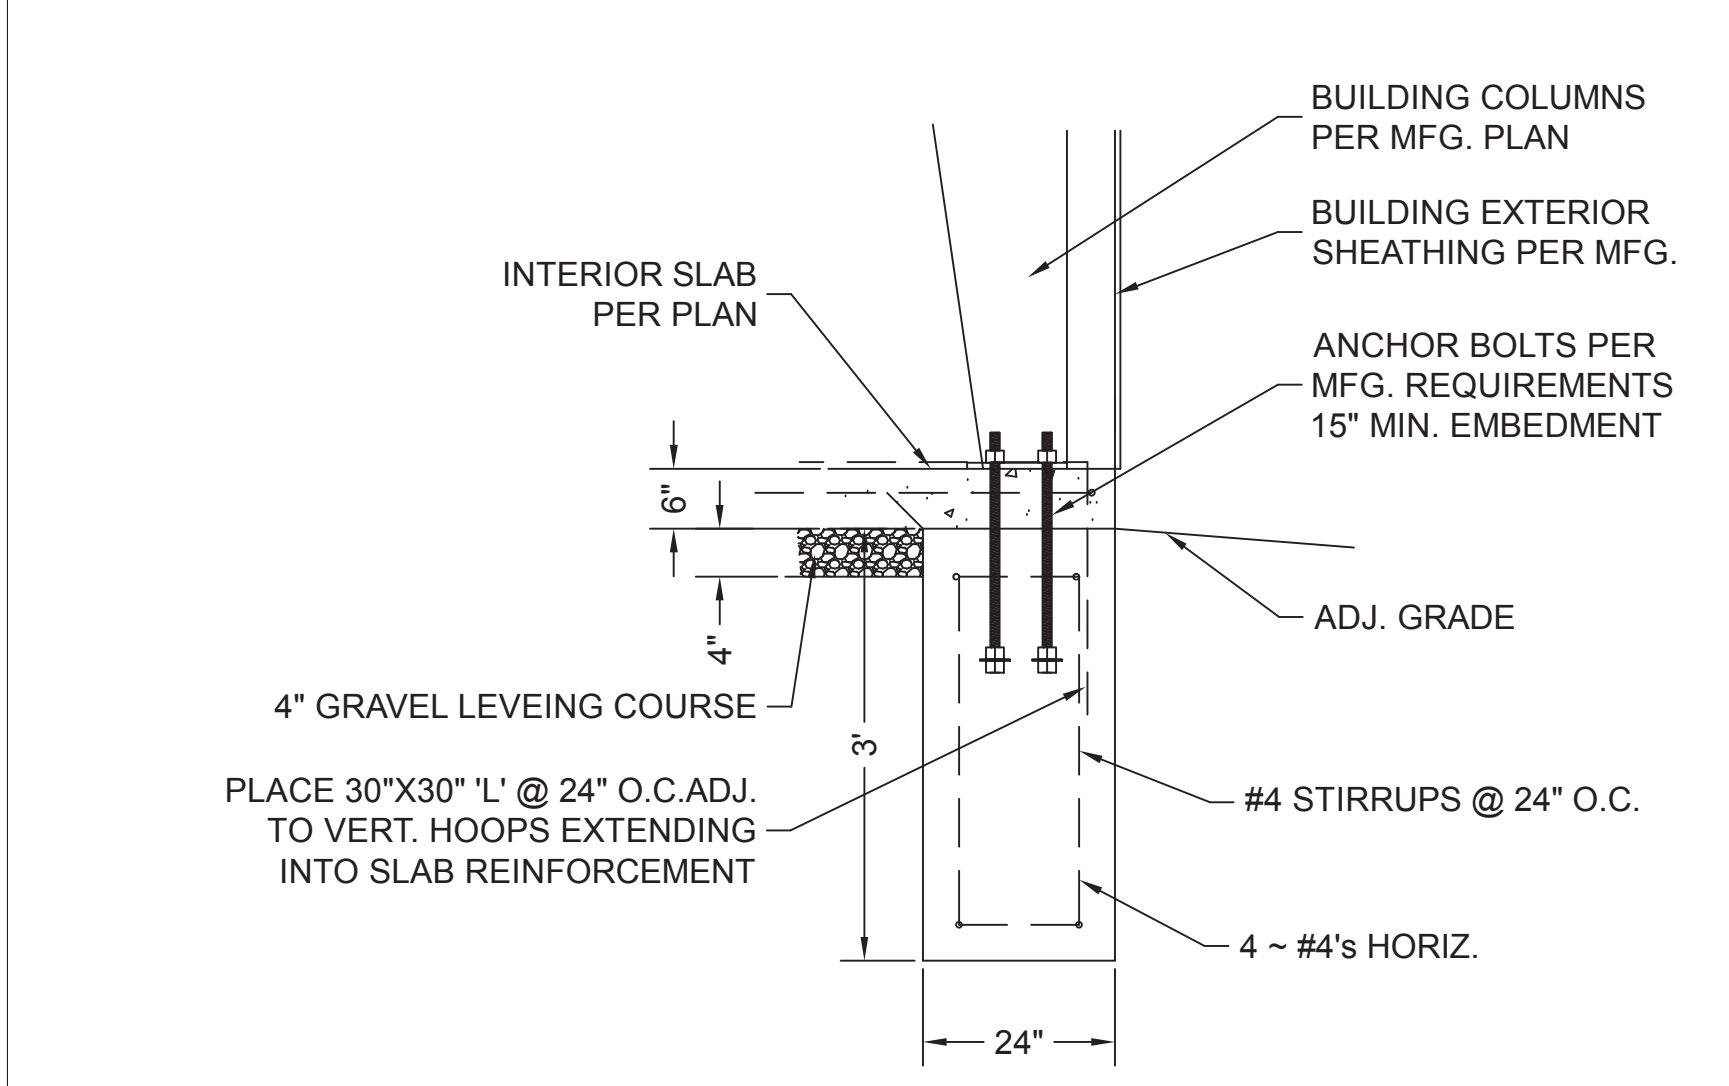 BUILDING COLUMNS
PER MFG. PLAN
BUILDING EXTERIOR
SHEATHING PER MFG.
INTERIOR SLAB
PER PLAN
ANCHOR BOLTS PER
MFG. REQUIREMENTS
15" MIN. EMBEDMENT
6"
4"
ADJ. GRADE
4" GRAVEL LEVEING COURSE
3'
PLACE 30"X30" 'L' @ 24" O.C.ADJ.
TO VERT. HOOPS EXTENDING
INTO SLAB REINFORCEMENT
#4 STIRRUPS @ 24" O.C.
4 ~ #4's HORIZ.
24"